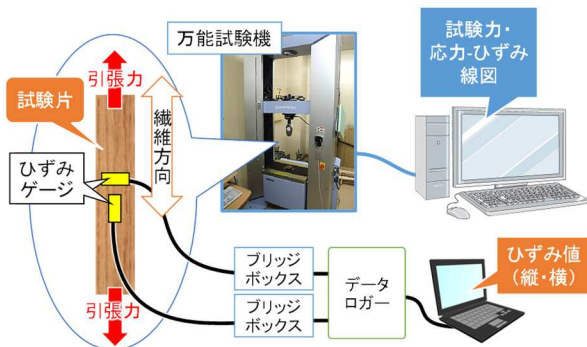 万能試験機
試験力・
応力-ひずみ
線図
引張力
試験片
繊維方向
ひずみ
ゲージ
ブリッジ
ボックス
ブリッジ
ボックス
データ
ロガー
ひずみ値
(縦・横)
引張力